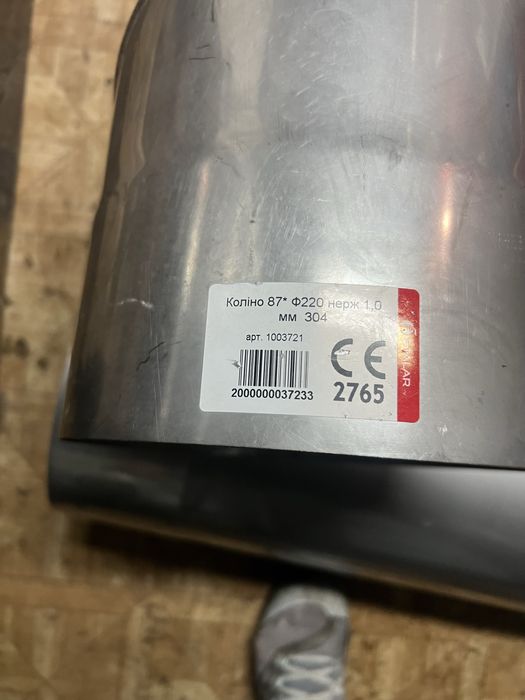 Коліно 87* Ф220 нерж 1,0
мм 304
арт. 1003721
2000000037233
CE
2765